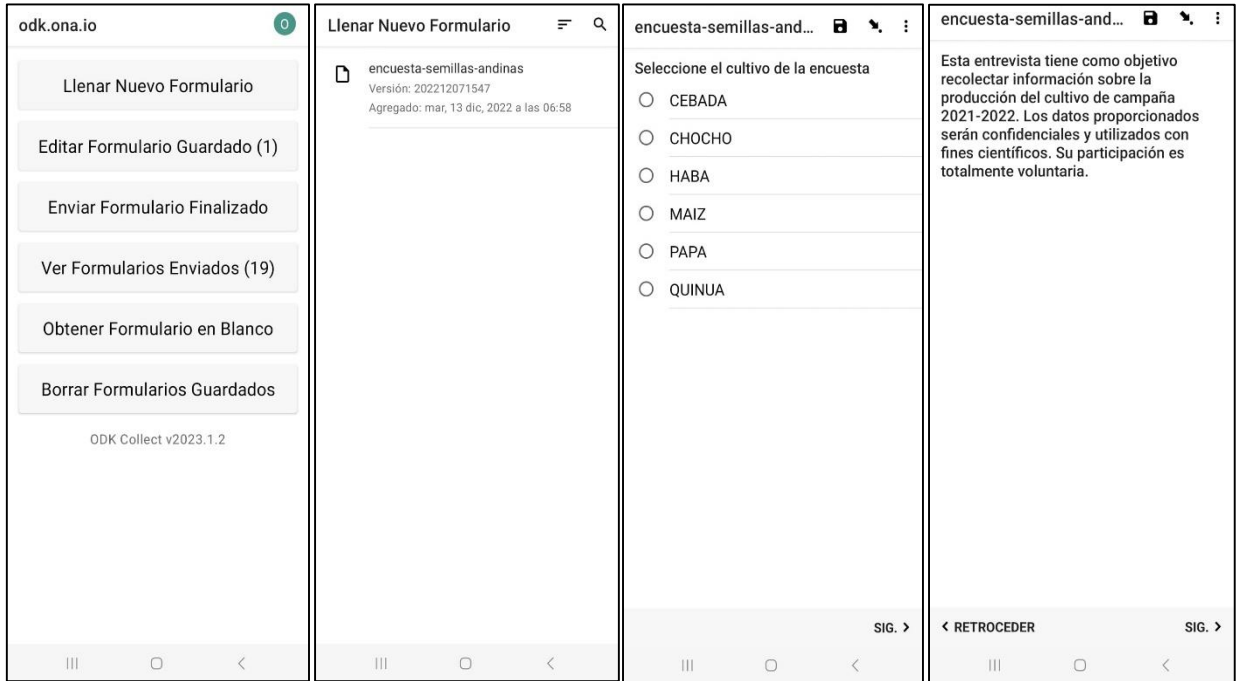 odk.ona.io
O
Llenar Nuevo Formulario
Editar Formulario Guardado (1)
Enviar Formulario Finalizado
Ver Formularios Enviados (19)
Obtener Formulario en Blanco
Borrar Formularios Guardados
ODK Collect v2023.1.2
Llenar Nuevo Formulario
encuesta-semillas-andinas
Versión: 202212071547
Agregado: mar, 13 dic, 2022 a las 06:58
encuesta-semillas-and...
Seleccione el cultivo de la encuesta
CEBADA
CHOCHO
HABA
MAIZ
PAPA
QUINUA
SIG. >
encuesta-semillas-and...
Esta entrevista tiene como objetivo
recolectar información sobre la
producción del cultivo de campaña
2021-2022. Los datos proporcionados
serán confidenciales y utilizados con
fines científicos. Su participación es
totalmente voluntaria.
< RETROCEDER
SIG. >